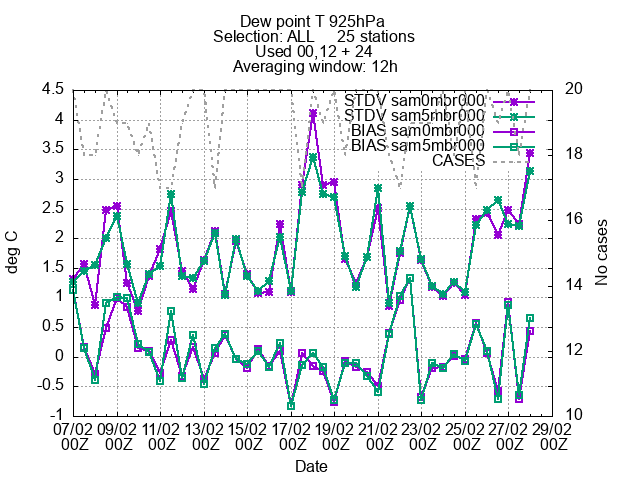 Dew point T 925hPa
Selection: ALL 25 stations
Used 00,12 + 24
Averaging window: 12h
STDV sam0mbr000
STDV sam5mbr000
BIAS sam0mbr000
BIAS sam5mbr000
CASES
4.5
4
3.5
3
2.5
2
1.5
1
0.5
0
-0.5
-1
deg C
20
18
16
14
12
10
No cases
07/02 09/02 11/02 13/02 15/02 17/02 19/02 21/02 23/02 25/02 27/02 29/02
00Z 00Z 00Z 00Z 00Z 00Z 00Z 00Z 00Z 00Z 00Z 00Z
Date